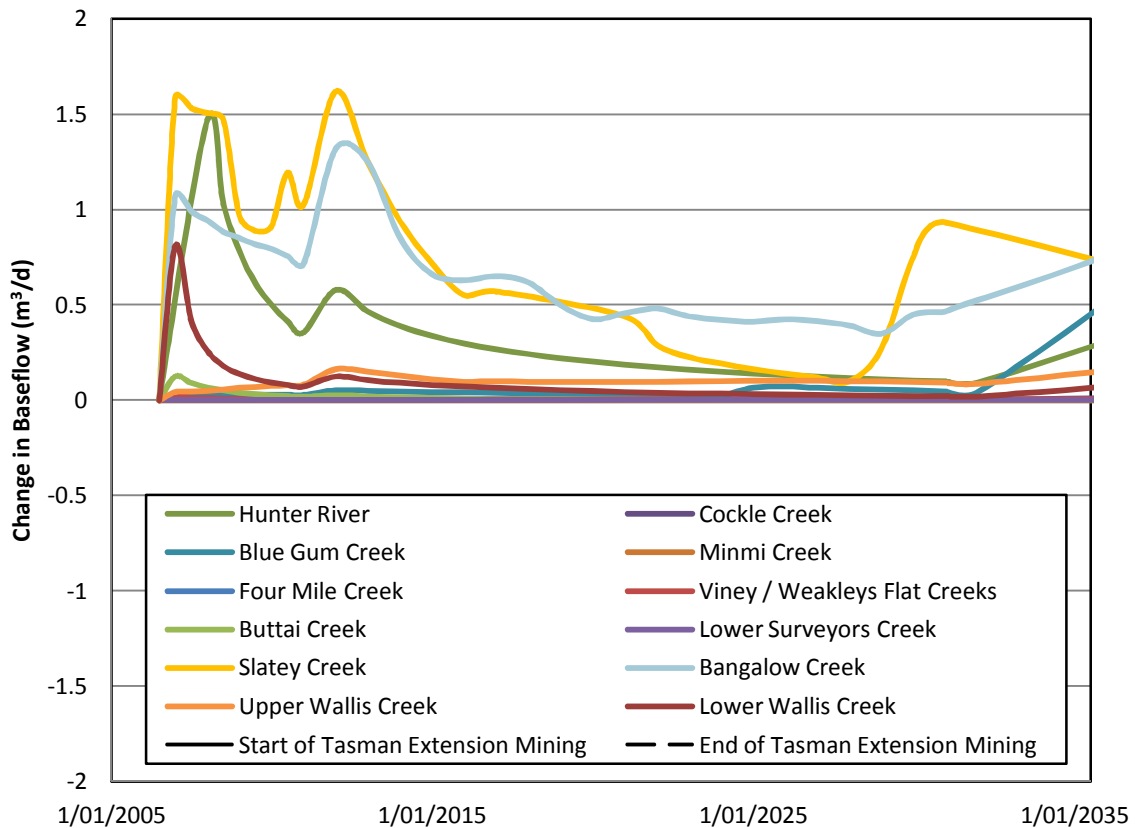 2
1.5
1
0.5
0
-0.5
-1
-1.5
-2
Change in Baseflow (m³/d)
Hunter River Cockle Creek
Blue Gum Creek Minmi Creek
Four Mile Creek Viney / Weakleys Flat Creeks
Buttai Creek Lower Surveyors Creek
Slatey Creek Bangalow Creek
Upper Wallis Creek Lower Wallis Creek
Start of Tasman Extension Mining End of Tasman Extension Mining
1/01/2005 1/01/2015 1/01/2025 1/01/2035